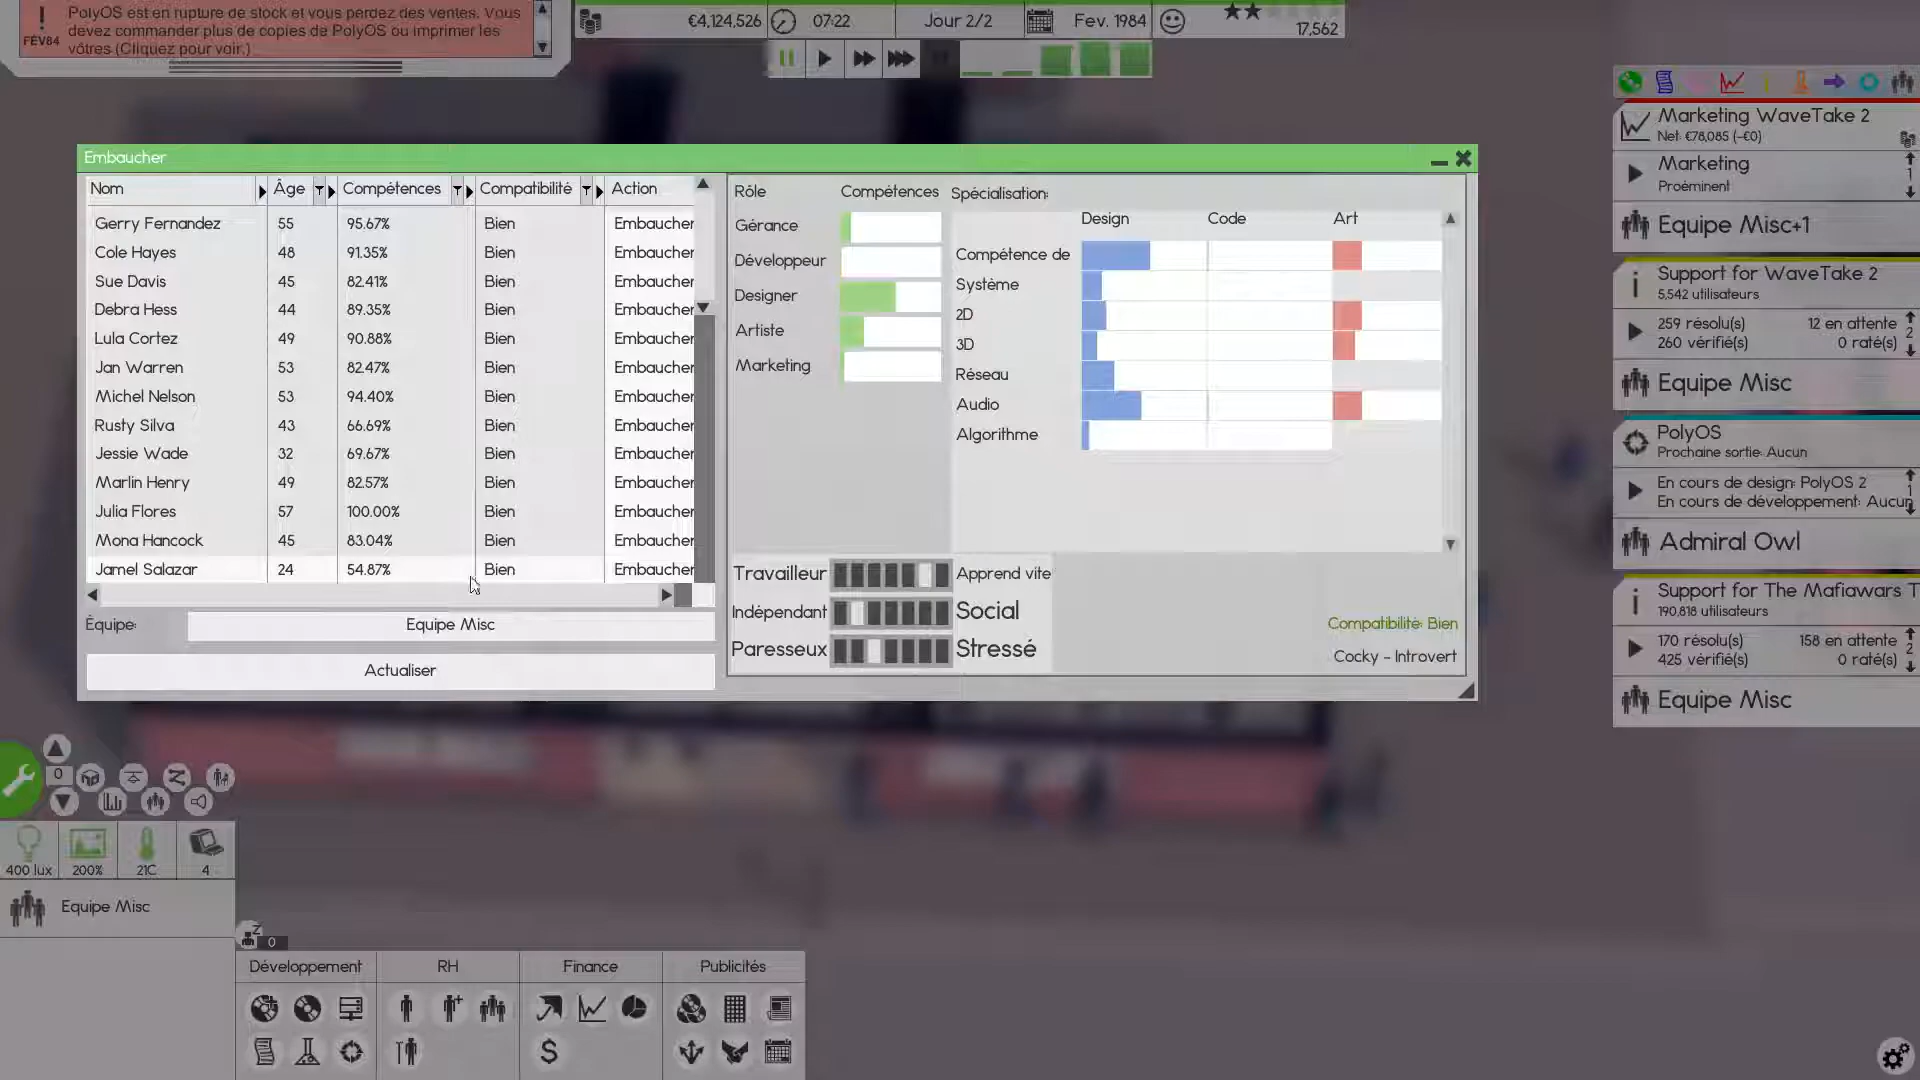 PolyOS est en rupture de stock et vous perdez des ventes. Vous
devez commander plus de copies de PolyOS ou imprimer les
vôtres (Cliquez pour voir.)
FÉV84
€4,124,526
07:22
Jour 2/2
Fev. 1984
17,562
Embaucher
Nom Âge Compétences Compatibilité Action
Gerry Fernandez 55 95.67% Bien Embaucher
Cole Hayes 48 91.35% Bien Embaucher
Sue Davis 45 82.41% Bien Embaucher
Debra Hess 44 89.35% Bien Embaucher
Lula Cortez 49 90.88% Bien Embaucher
Jan Warren 53 82.47% Bien Embaucher
Michel Nelson 53 94.40% Bien Embaucher
Rusty Silva 43 66.69% Bien Embaucher
Jessie Wade 32 69.67% Bien Embaucher
Marlin Henry 49 82.57% Bien Embaucher
Julia Flores 57 100.00% Bien Embaucher
Mona Hancock 45 83.04% Bien Embaucher
Jamel Salazar 24 54.87% Bien Embaucher
Équipe: Equipe Misc
Actualiser
Rôle Compétences
Gérance
Développeur
Designer
Artiste
Marketing
Spécialisation:
Design Code Art
Compétence de
Système
2D
3D
Réseau
Audio
Algorithme
Travailleur Apprend vite
Indépendant Social
Paresseux Stressé
Compatibilité: Bien
Cocky - Introvert
Marketing WaveTake 2
Net: €78,085 (-€0)
Marketing
Proéminent
1
Equipe Misc+1
Support for WaveTake 2
5,542 utilisateurs
259 résolu(s) 12 en attente
260 vérifié(s) 0 raté(s)
2
Equipe Misc
PolyOS
Prochaine sortie: Aucun
En cours de design: PolyOS 2
En cours de développement: Aucun
1
Admiral Owl
Support for The Mafiawars T
190,818 utilisateurs
170 résolu(s) 158 en attente
425 vérifié(s) 0 raté(s)
2
Equipe Misc
0
400 lux 200% 21C 4
Equipe Misc
Z
0
Développement RH Finance Publicités
$